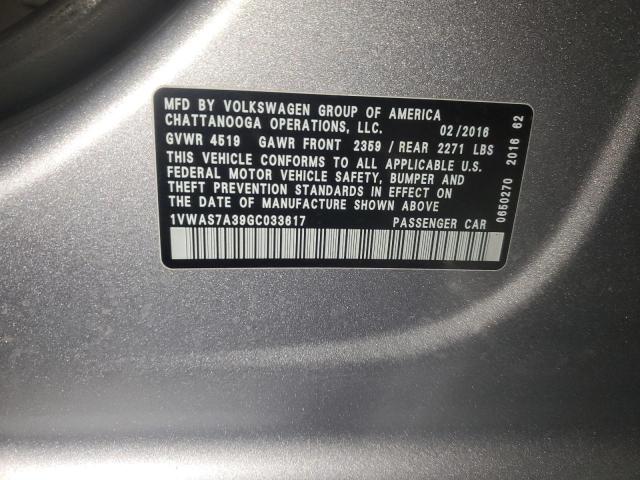 MFD BY VOLKSWAGEN GROUP OF AMERICA
CHATTANOOGA OPERATIONS, LLC. 02/2016
GVWR 4519 GAWR FRONT 2359 / REAR 2271 LBS
THIS VEHICLE CONFORMS TO ALL APPLICABLE U.S.
FEDERAL MOTOR VEHICLE SAFETY, BUMPER AND
THEFT PREVENTION STANDARDS IN EFFECT ON
THE DATE OF MANUFACTURE SHOWN ABOVE
1VWAS7A39GC033617 PASSENGER CAR
0650270 2016 62